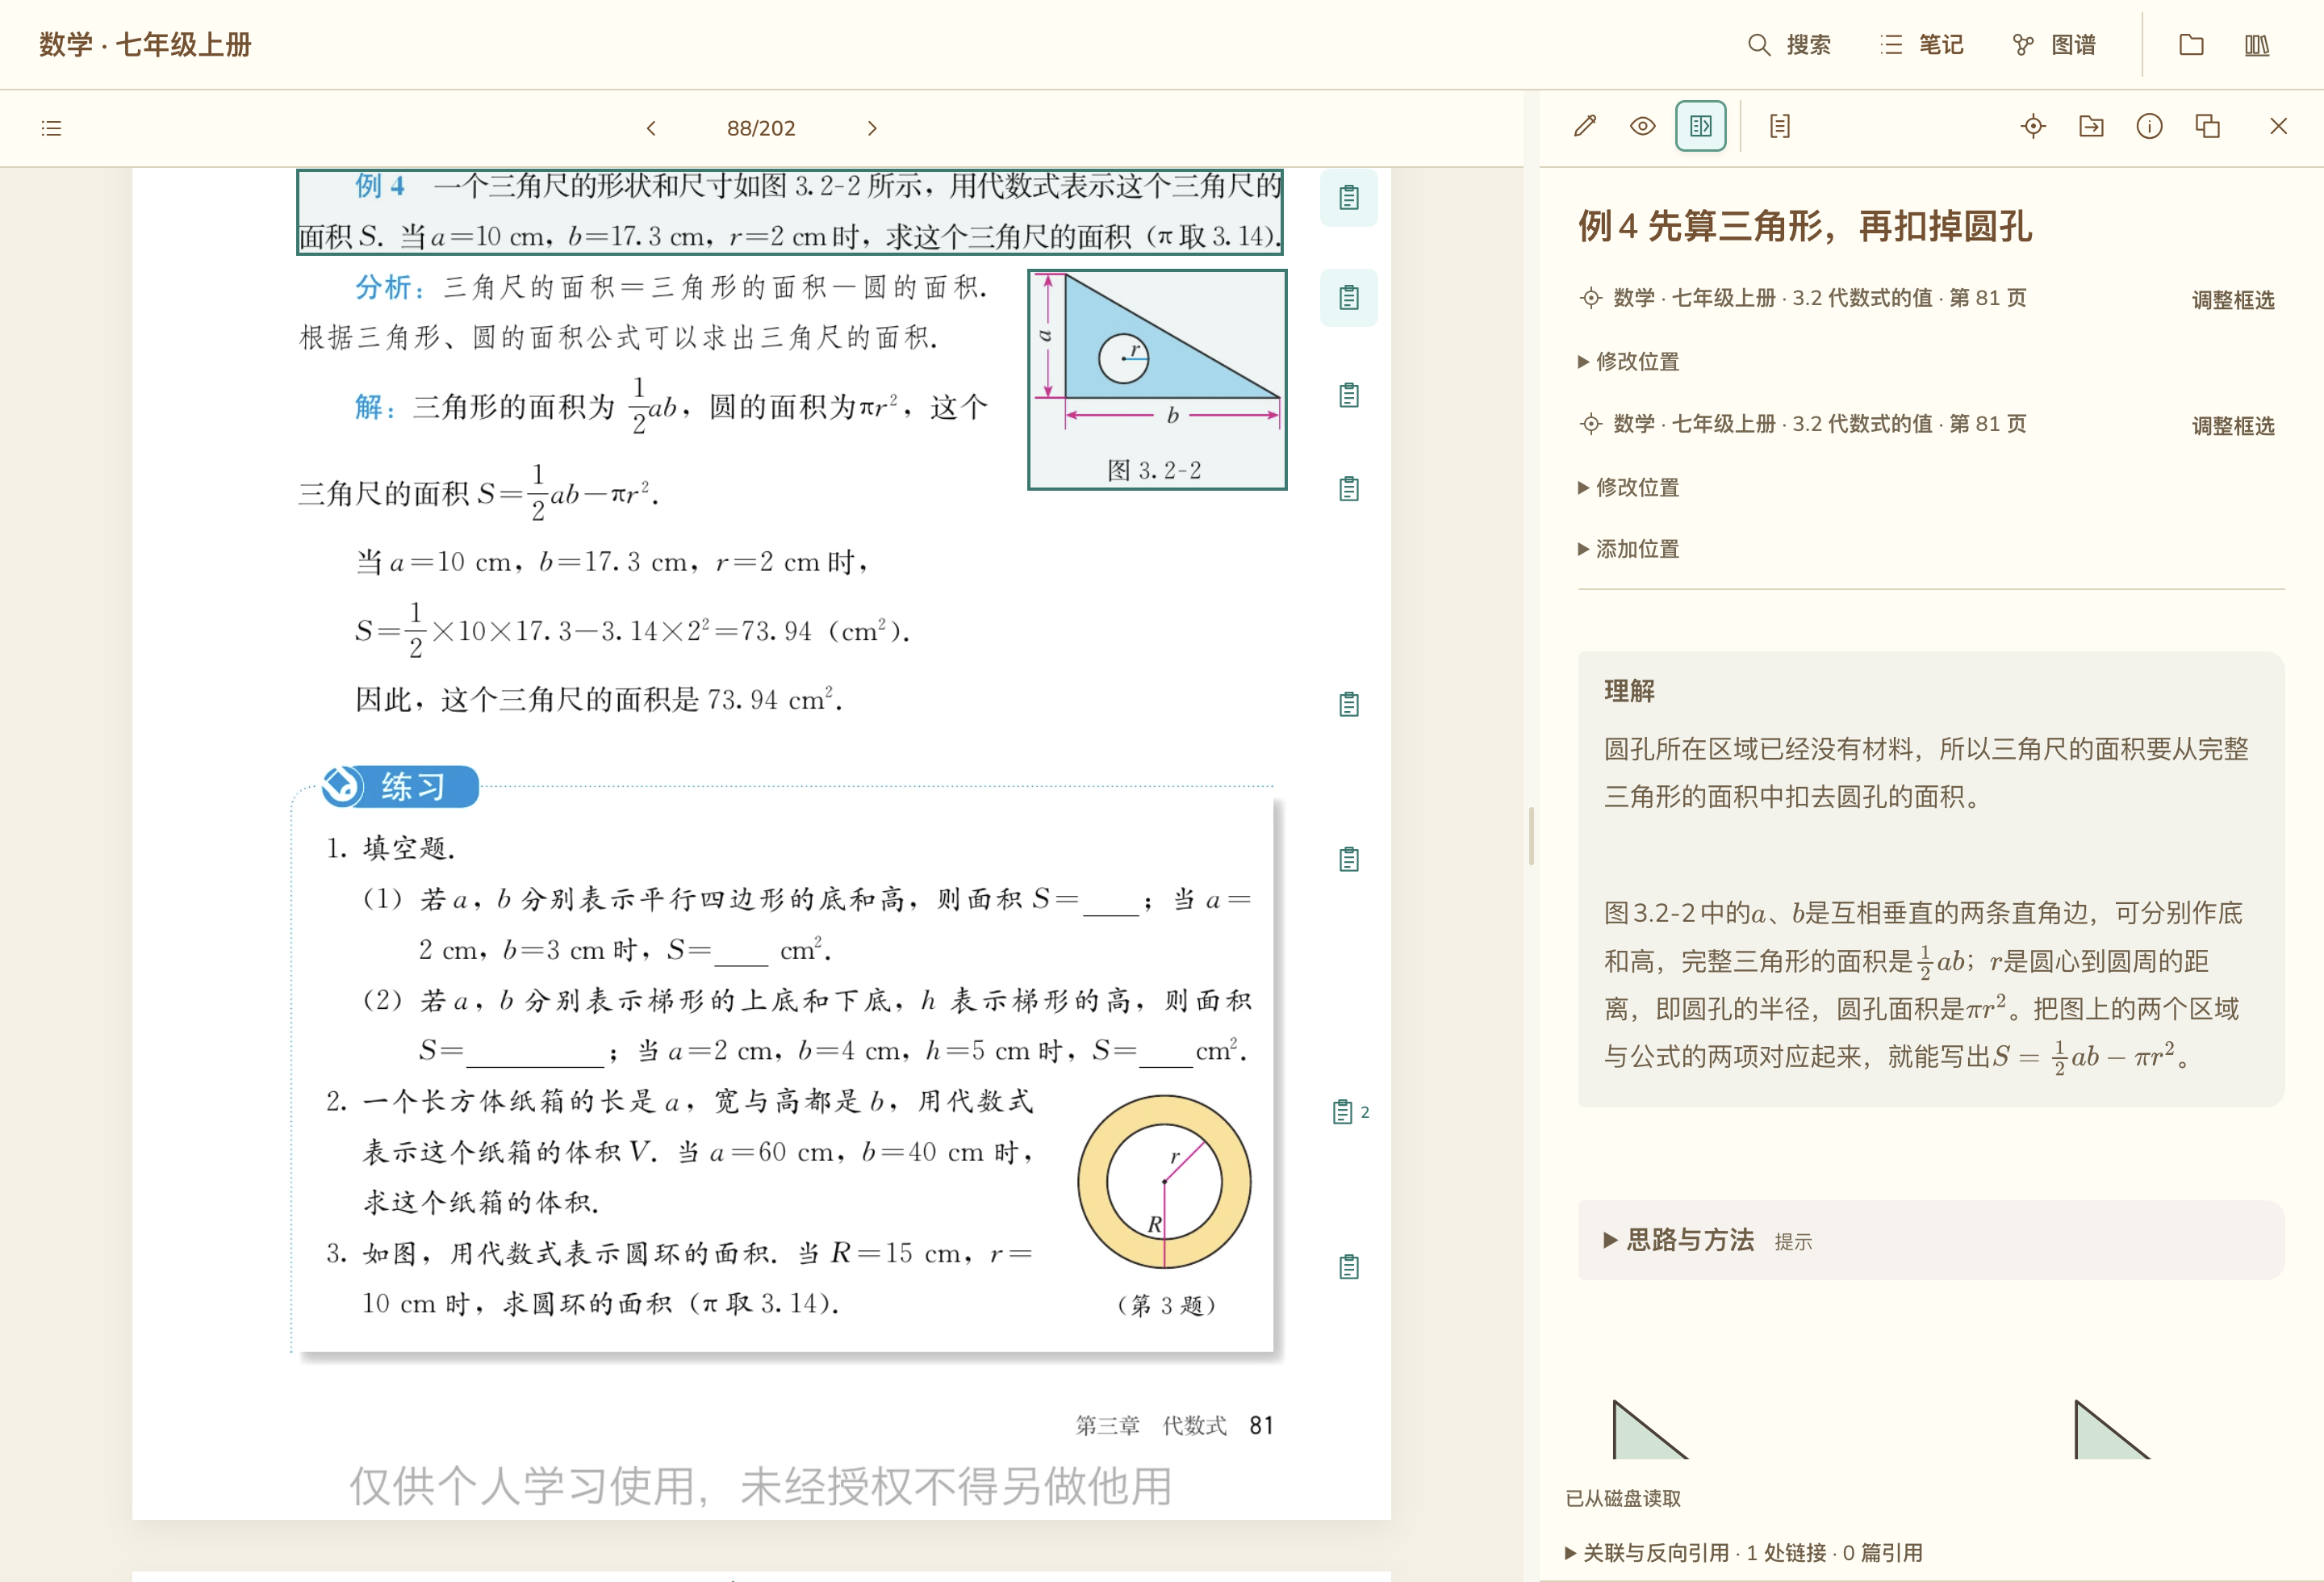 数学 · 七年级上册
搜索
笔记
图谱
88/202
例 4 一个三角尺的形状和尺寸如图 3.2-2 所示，用代数式表示这个三角尺的
面积 S. 当 a=10 cm，b=17.3 cm，r=2 cm 时，求这个三角尺的面积（π 取 3.14）.
分析：三角尺的面积=三角形的面积－圆的面积.
根据三角形、圆的面积公式可以求出三角尺的面积.
a
r
b
图 3.2-2
解：三角形的面积为 1/2 ab，圆的面积为πr²，这个
三角尺的面积 S=1/2 ab－πr².
当 a=10 cm，b=17.3 cm，r=2 cm 时，
S=1/2×10×17.3－3.14×2²=73.94（cm²）.
因此，这个三角尺的面积是 73.94 cm².
练习
1. 填空题.
（1）若 a，b 分别表示平行四边形的底和高，则面积 S=____；当 a=
2 cm，b=3 cm 时，S=____ cm².
（2）若 a，b 分别表示梯形的上底和下底，h 表示梯形的高，则面积
S=__________；当 a=2 cm，b=4 cm，h=5 cm 时，S=____cm².
2. 一个长方体纸箱的长是 a，宽与高都是 b，用代数式
表示这个纸箱的体积 V. 当 a=60 cm，b=40 cm 时，
求这个纸箱的体积.
3. 如图，用代数式表示圆环的面积. 当 R=15 cm，r=
10 cm 时，求圆环的面积（π 取 3.14）.
r
R
（第 3 题）
2
第三章 代数式 81
仅供个人学习使用，未经授权不得另做他用
例 4 先算三角形，再扣掉圆孔
数学 · 七年级上册 · 3.2 代数式的值 · 第 81 页
调整框选
▶ 修改位置
数学 · 七年级上册 · 3.2 代数式的值 · 第 81 页
调整框选
▶ 修改位置
▶ 添加位置
理解
圆孔所在区域已经没有材料，所以三角尺的面积要从完整
三角形的面积中扣去圆孔的面积。
图 3.2-2 中的a、b是互相垂直的两条直角边，可分别作底
和高，完整三角形的面积是1/2 ab；r是圆心到圆周的距
离，即圆孔的半径，圆孔面积是πr²。把图上的两个区域
与公式的两项对应起来，就能写出S = 1/2 ab − πr²。
▶ 思路与方法 提示
已从磁盘读取
▶ 关联与反向引用 · 1 处链接 · 0 篇引用